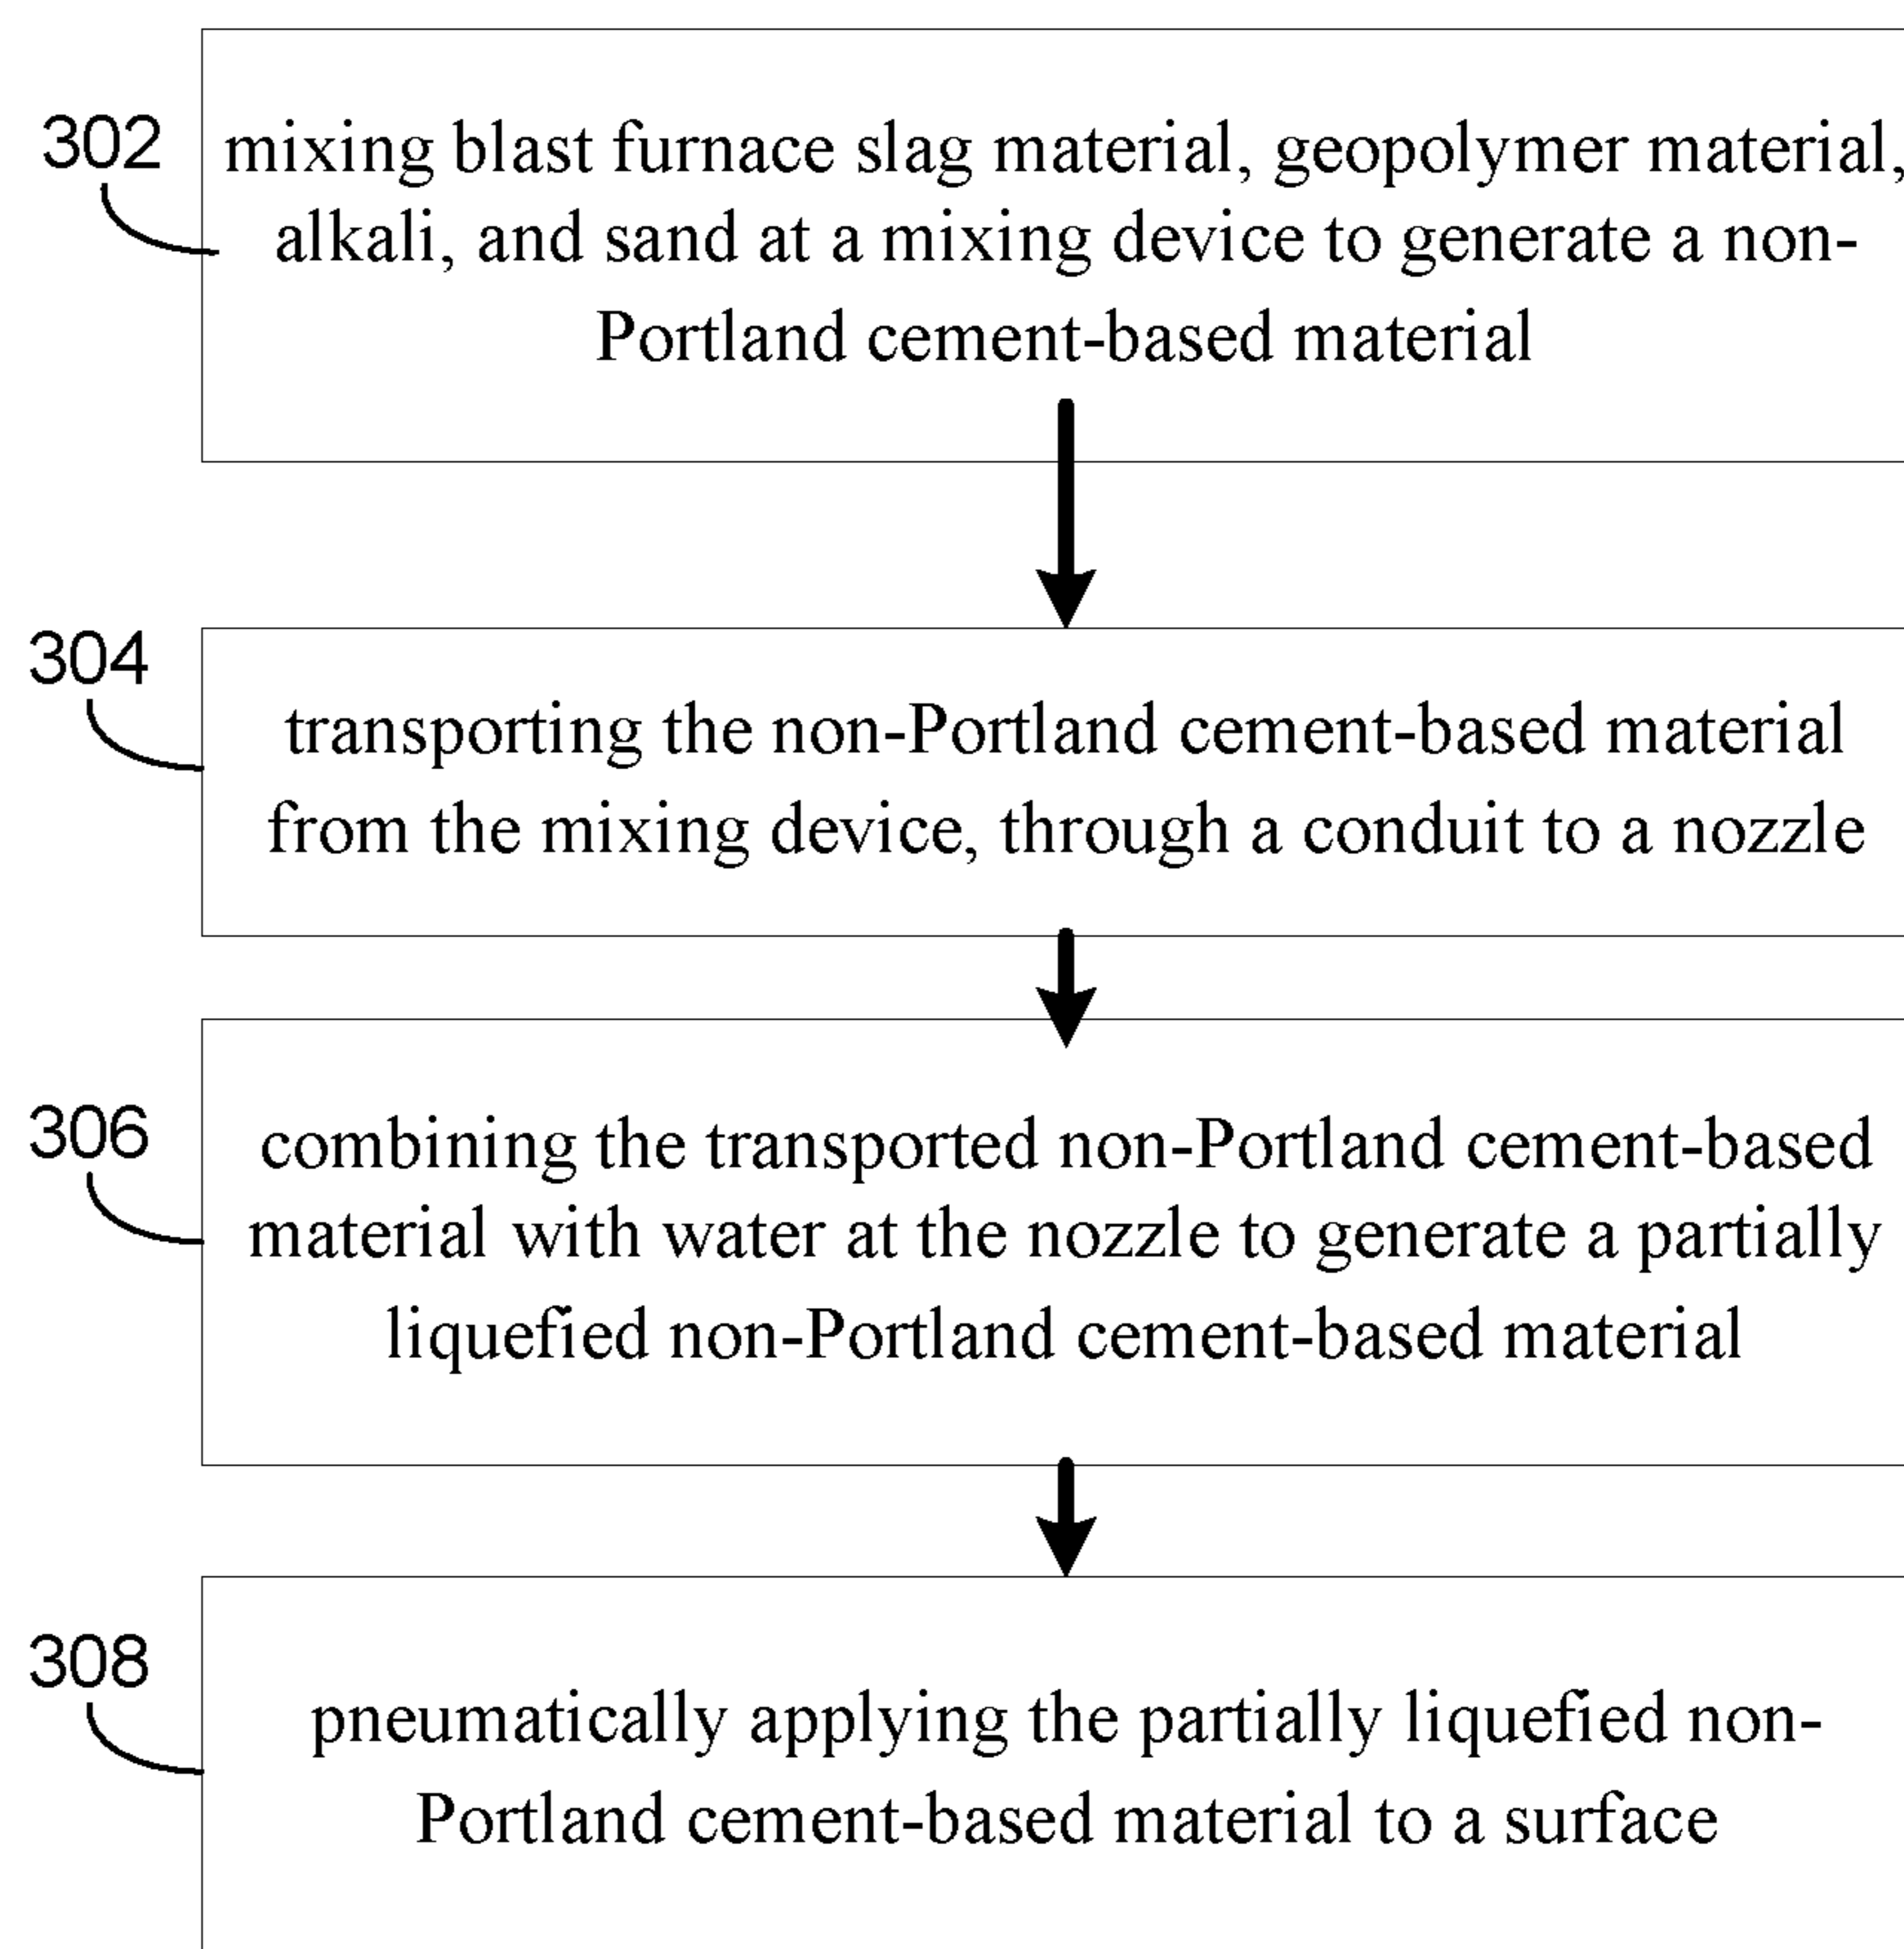 302
mixing blast furnace slag material, geopolymer material,
alkali, and sand at a mixing device to generate a non-
Portland cement-based material
304
transporting the non-Portland cement-based material
from the mixing device, through a conduit to a nozzle
306
combining the transported non-Portland cement-based
material with water at the nozzle to generate a partially
liquefied non-Portland cement-based material
308
pneumatically applying the partially liquefied non-
Portland cement-based material to a surface